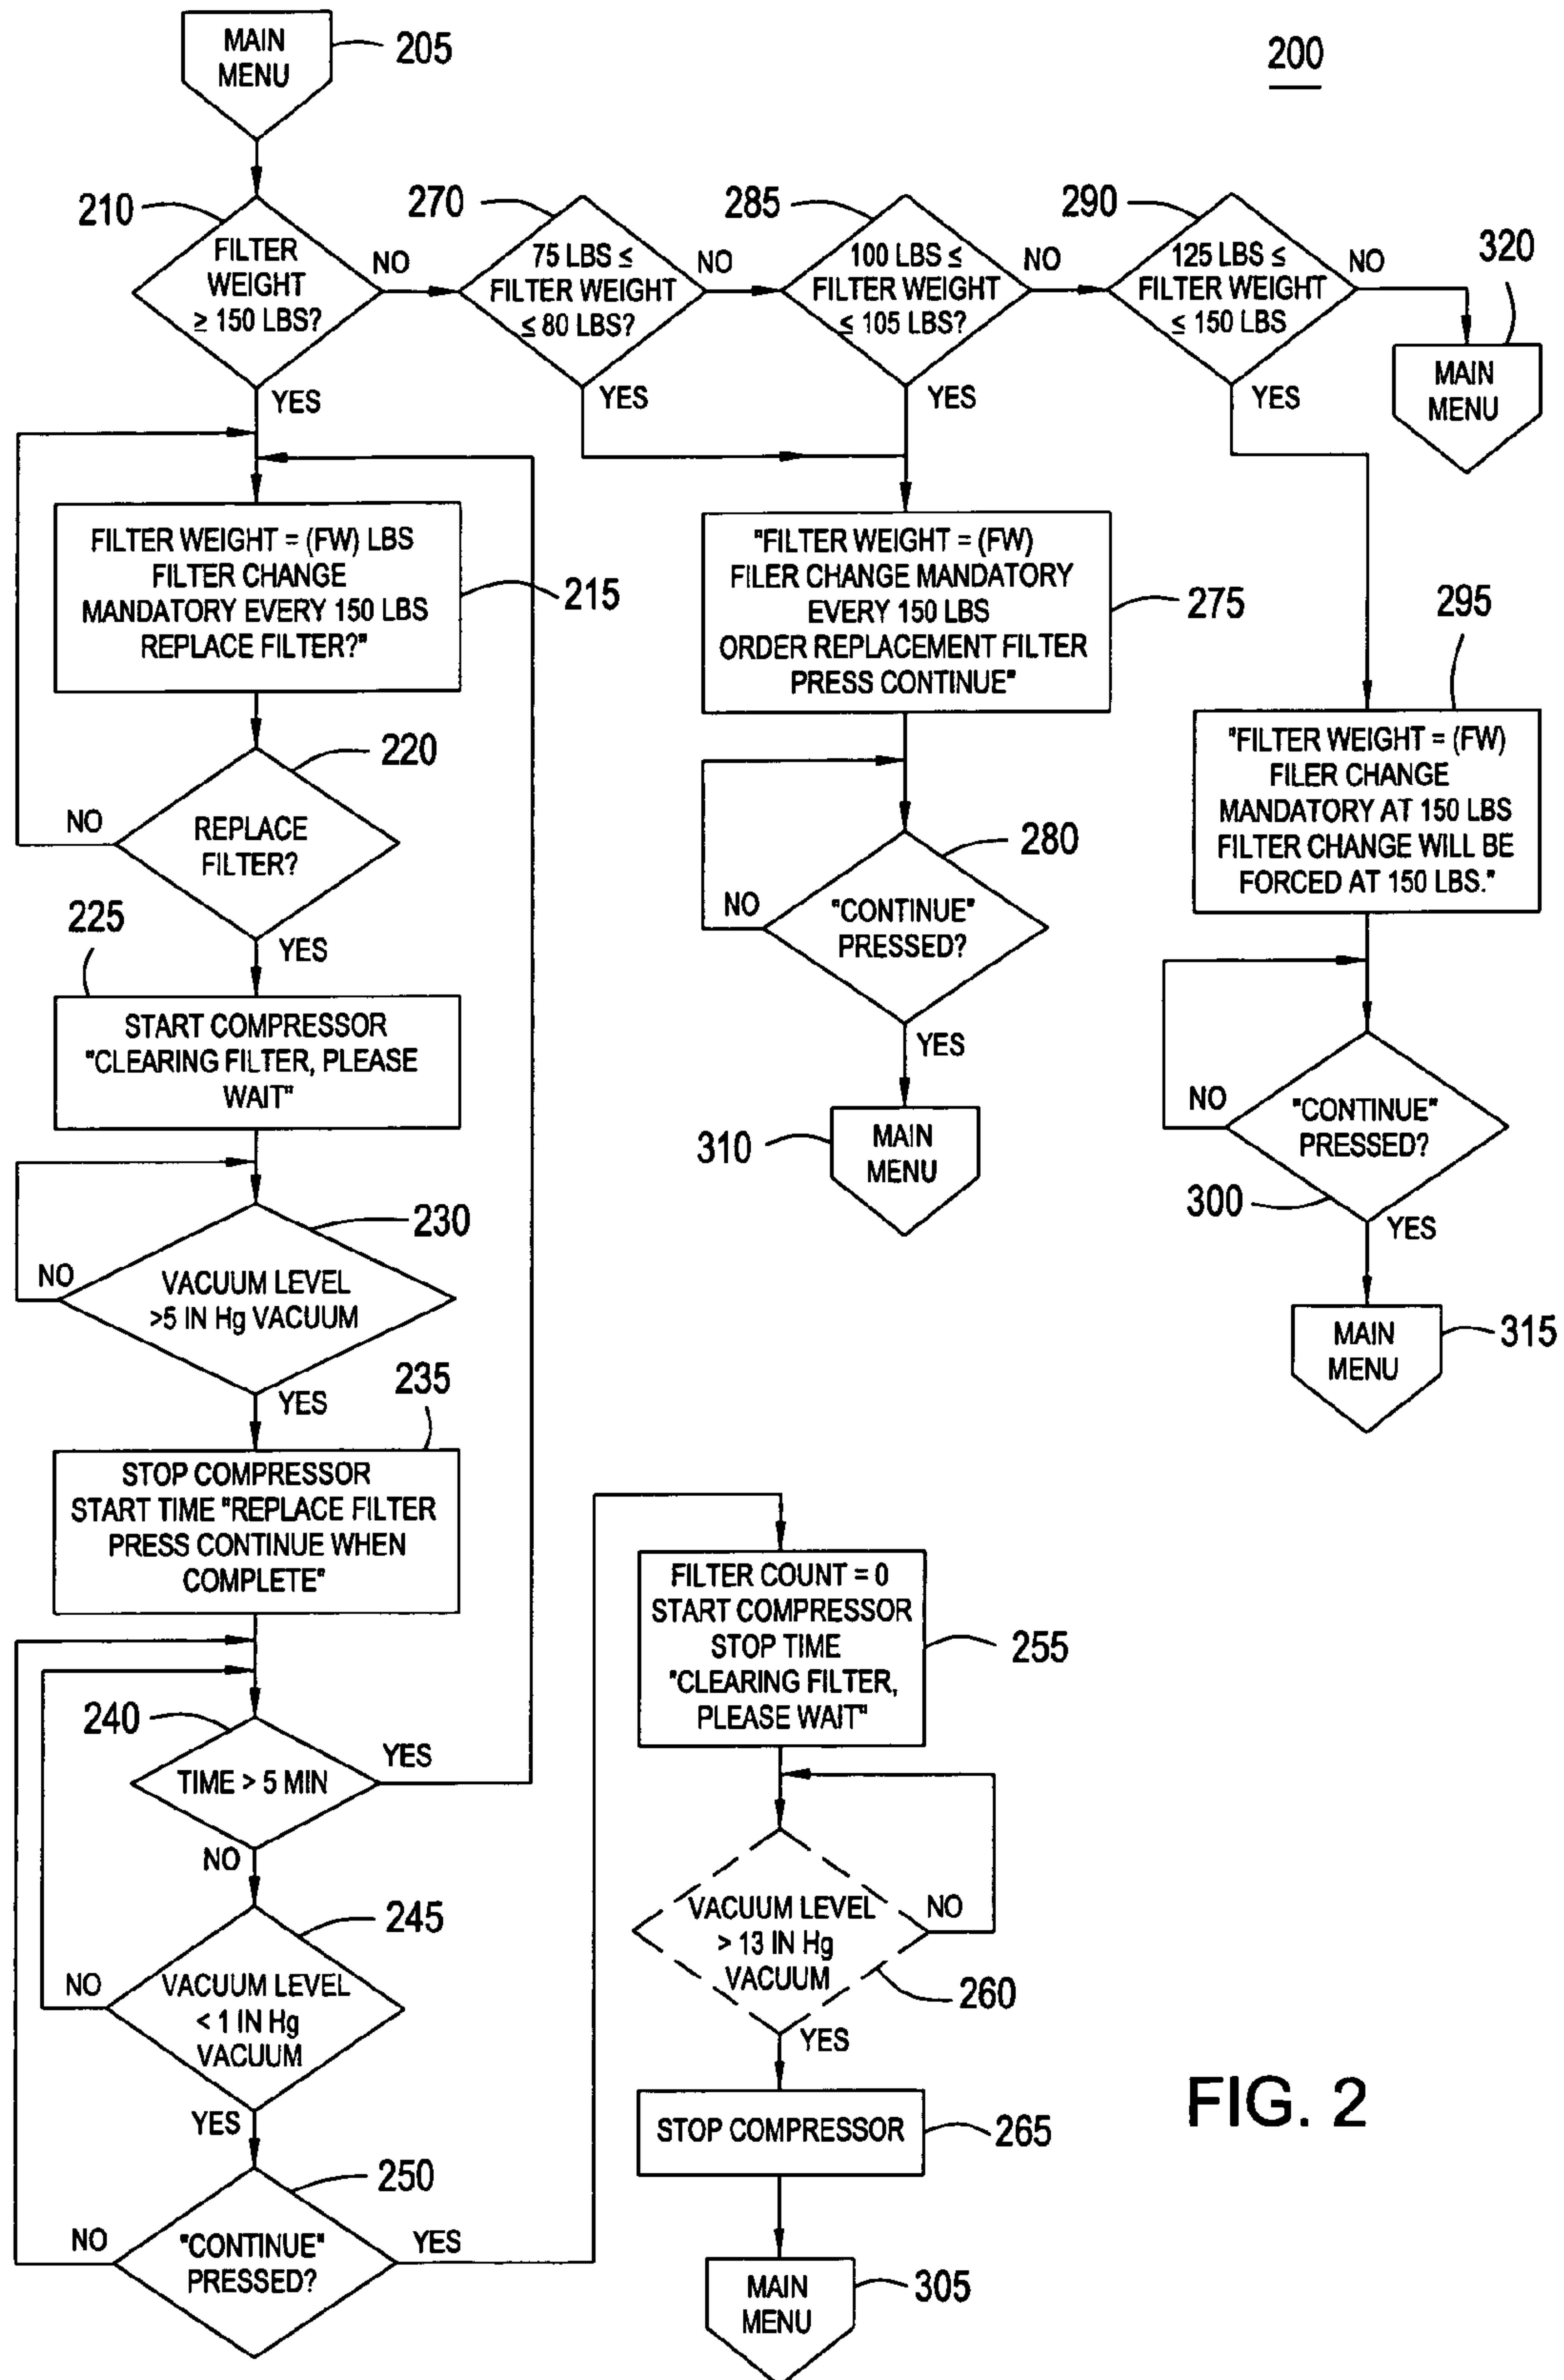 MAIN
MENU
205
200
210
FILTER
WEIGHT
≥ 150 LBS?
NO
YES
270
75 LBS ≤
FILTER WEIGHT
≤ 80 LBS?
NO
YES
285
100 LBS ≤
FILTER WEIGHT
≤ 105 LBS?
NO
YES
290
125 LBS ≤
FILTER WEIGHT
≤ 150 LBS
NO
YES
320
MAIN
MENU
FILTER WEIGHT = (FW) LBS
FILTER CHANGE
MANDATORY EVERY 150 LBS
REPLACE FILTER?"
215
220
REPLACE
FILTER?
NO
YES
225
START COMPRESSOR
"CLEARING FILTER, PLEASE
WAIT"
230
VACUUM LEVEL
>5 IN Hg VACUUM
NO
YES
235
STOP COMPRESSOR
START TIME "REPLACE FILTER
PRESS CONTINUE WHEN
COMPLETE"
240
TIME > 5 MIN
YES
NO
245
VACUUM LEVEL
< 1 IN Hg
VACUUM
NO
YES
250
"CONTINUE"
PRESSED?
NO
YES
"FILTER WEIGHT = (FW)
FILER CHANGE MANDATORY
EVERY 150 LBS
ORDER REPLACEMENT FILTER
PRESS CONTINUE"
275
280
"CONTINUE"
PRESSED?
NO
YES
310
MAIN
MENU
295
"FILTER WEIGHT = (FW)
FILER CHANGE
MANDATORY AT 150 LBS
FILTER CHANGE WILL BE
FORCED AT 150 LBS."
"CONTINUE"
PRESSED?
NO
300
YES
MAIN
MENU
315
FILTER COUNT = 0
START COMPRESSOR
STOP TIME
"CLEARING FILTER,
PLEASE WAIT"
255
VACUUM LEVEL
> 13 IN Hg
VACUUM
NO
260
YES
STOP COMPRESSOR
265
MAIN
MENU
305
FIG. 2